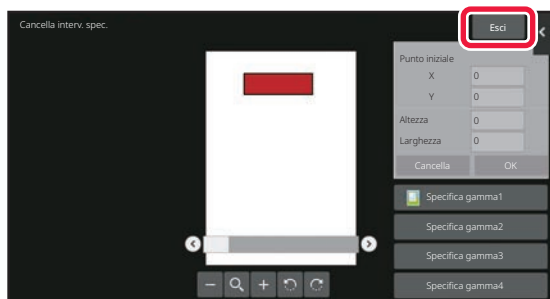 Cancella interv. spec.
Esci
Punto iniziale
X 0
Y 0
Altezza 0
Larghezza 0
Cancella OK
Specifica gamma1
Specifica gamma2
Specifica gamma3
Specifica gamma4